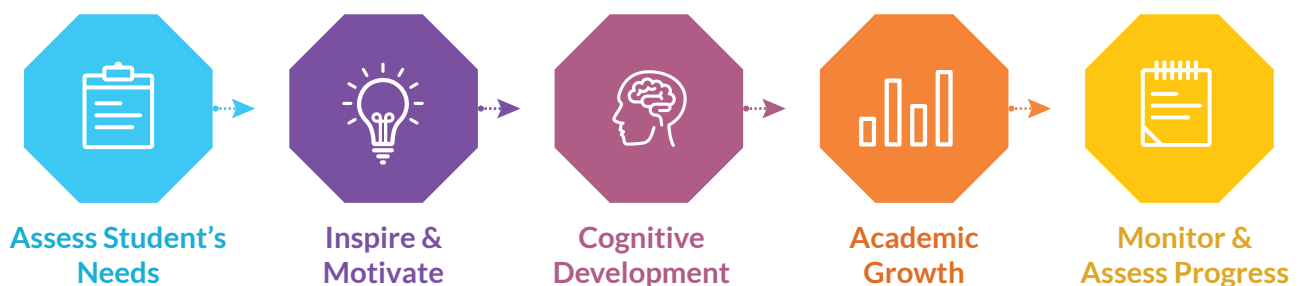 Assess Student's
Needs
Inspire &
Motivate
Cognitive
Development
Academic
Growth
Monitor &
Assess Progress